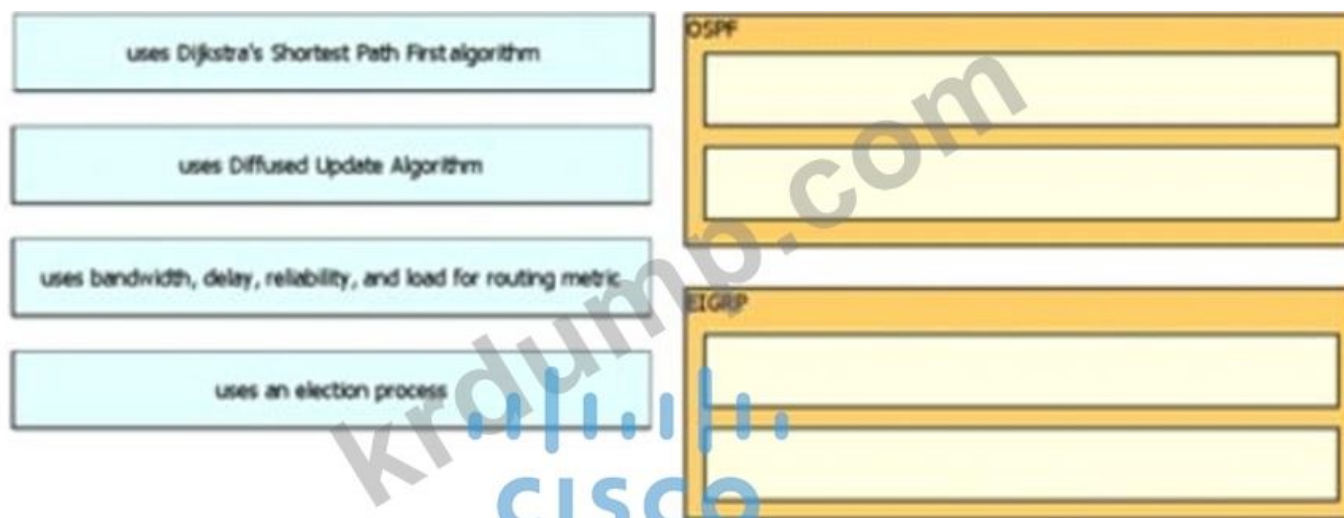 uses Dijkstra's Shortest Path First algorithm
uses Diffused Update Algorithm
uses bandwidth, delay, reliability, and load for routing metric
uses an election process
OSPF
EIGRP
krdump.com
CISCO